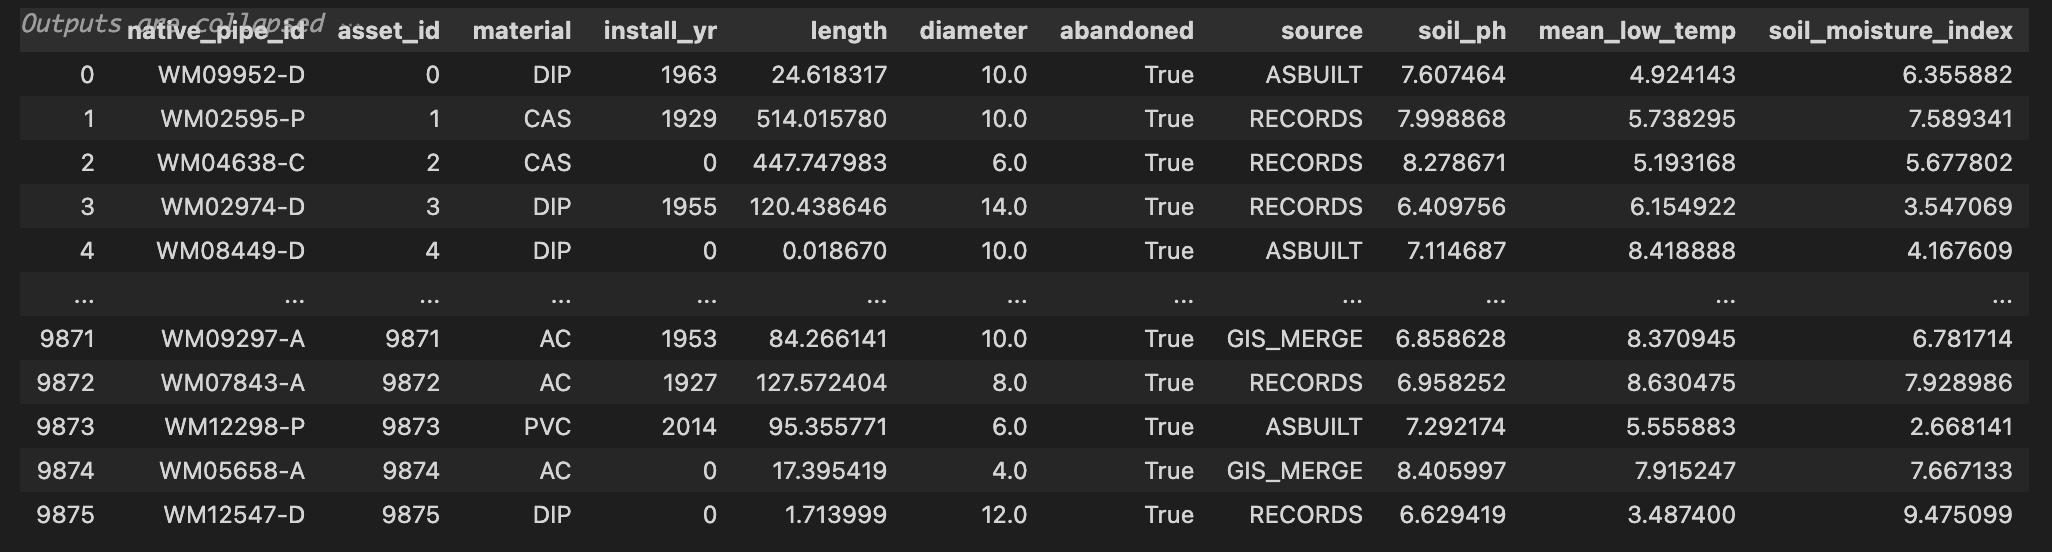 Outputs are collapsed ...
native_pipe_id asset_id material install_yr length diameter abandoned source soil_ph mean_low_temp soil_moisture_index
0 WM09952-D 0 DIP 1963 24.618317 10.0 True ASBUILT 7.607464 4.924143 6.355882
1 WM02595-P 1 CAS 1929 514.015780 10.0 True RECORDS 7.998868 5.738295 7.589341
2 WM04638-C 2 CAS 0 447.747983 6.0 True RECORDS 8.278671 5.193168 5.677802
3 WM02974-D 3 DIP 1955 120.438646 14.0 True RECORDS 6.409756 6.154922 3.547069
4 WM08449-D 4 DIP 0 0.018670 10.0 True ASBUILT 7.114687 8.418888 4.167609
... ... ... ... ... ... ... ... ... ... ... ...
9871 WM09297-A 9871 AC 1953 84.266141 10.0 True GIS_MERGE 6.858628 8.370945 6.781714
9872 WM07843-A 9872 AC 1927 127.572404 8.0 True RECORDS 6.958252 8.630475 7.928986
9873 WM12298-P 9873 PVC 2014 95.355771 6.0 True ASBUILT 7.292174 5.555883 2.668141
9874 WM05658-A 9874 AC 0 17.395419 4.0 True GIS_MERGE 8.405997 7.915247 7.667133
9875 WM12547-D 9875 DIP 0 1.713999 12.0 True RECORDS 6.629419 3.487400 9.475099